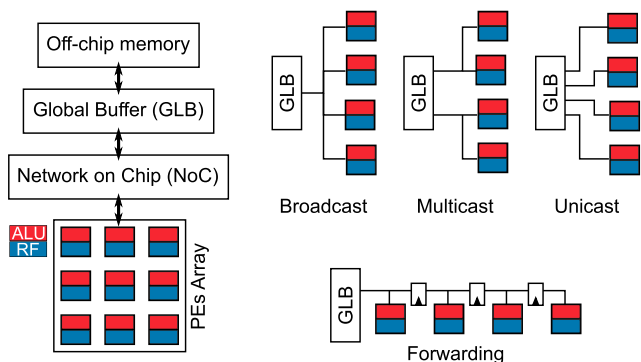 Off-chip memory
Global Buffer (GLB)
Network on Chip (NoC)
ALU
RF
PEs Array
GLB
GLB
GLB
Broadcast
Multicast
Unicast
GLB
Forwarding